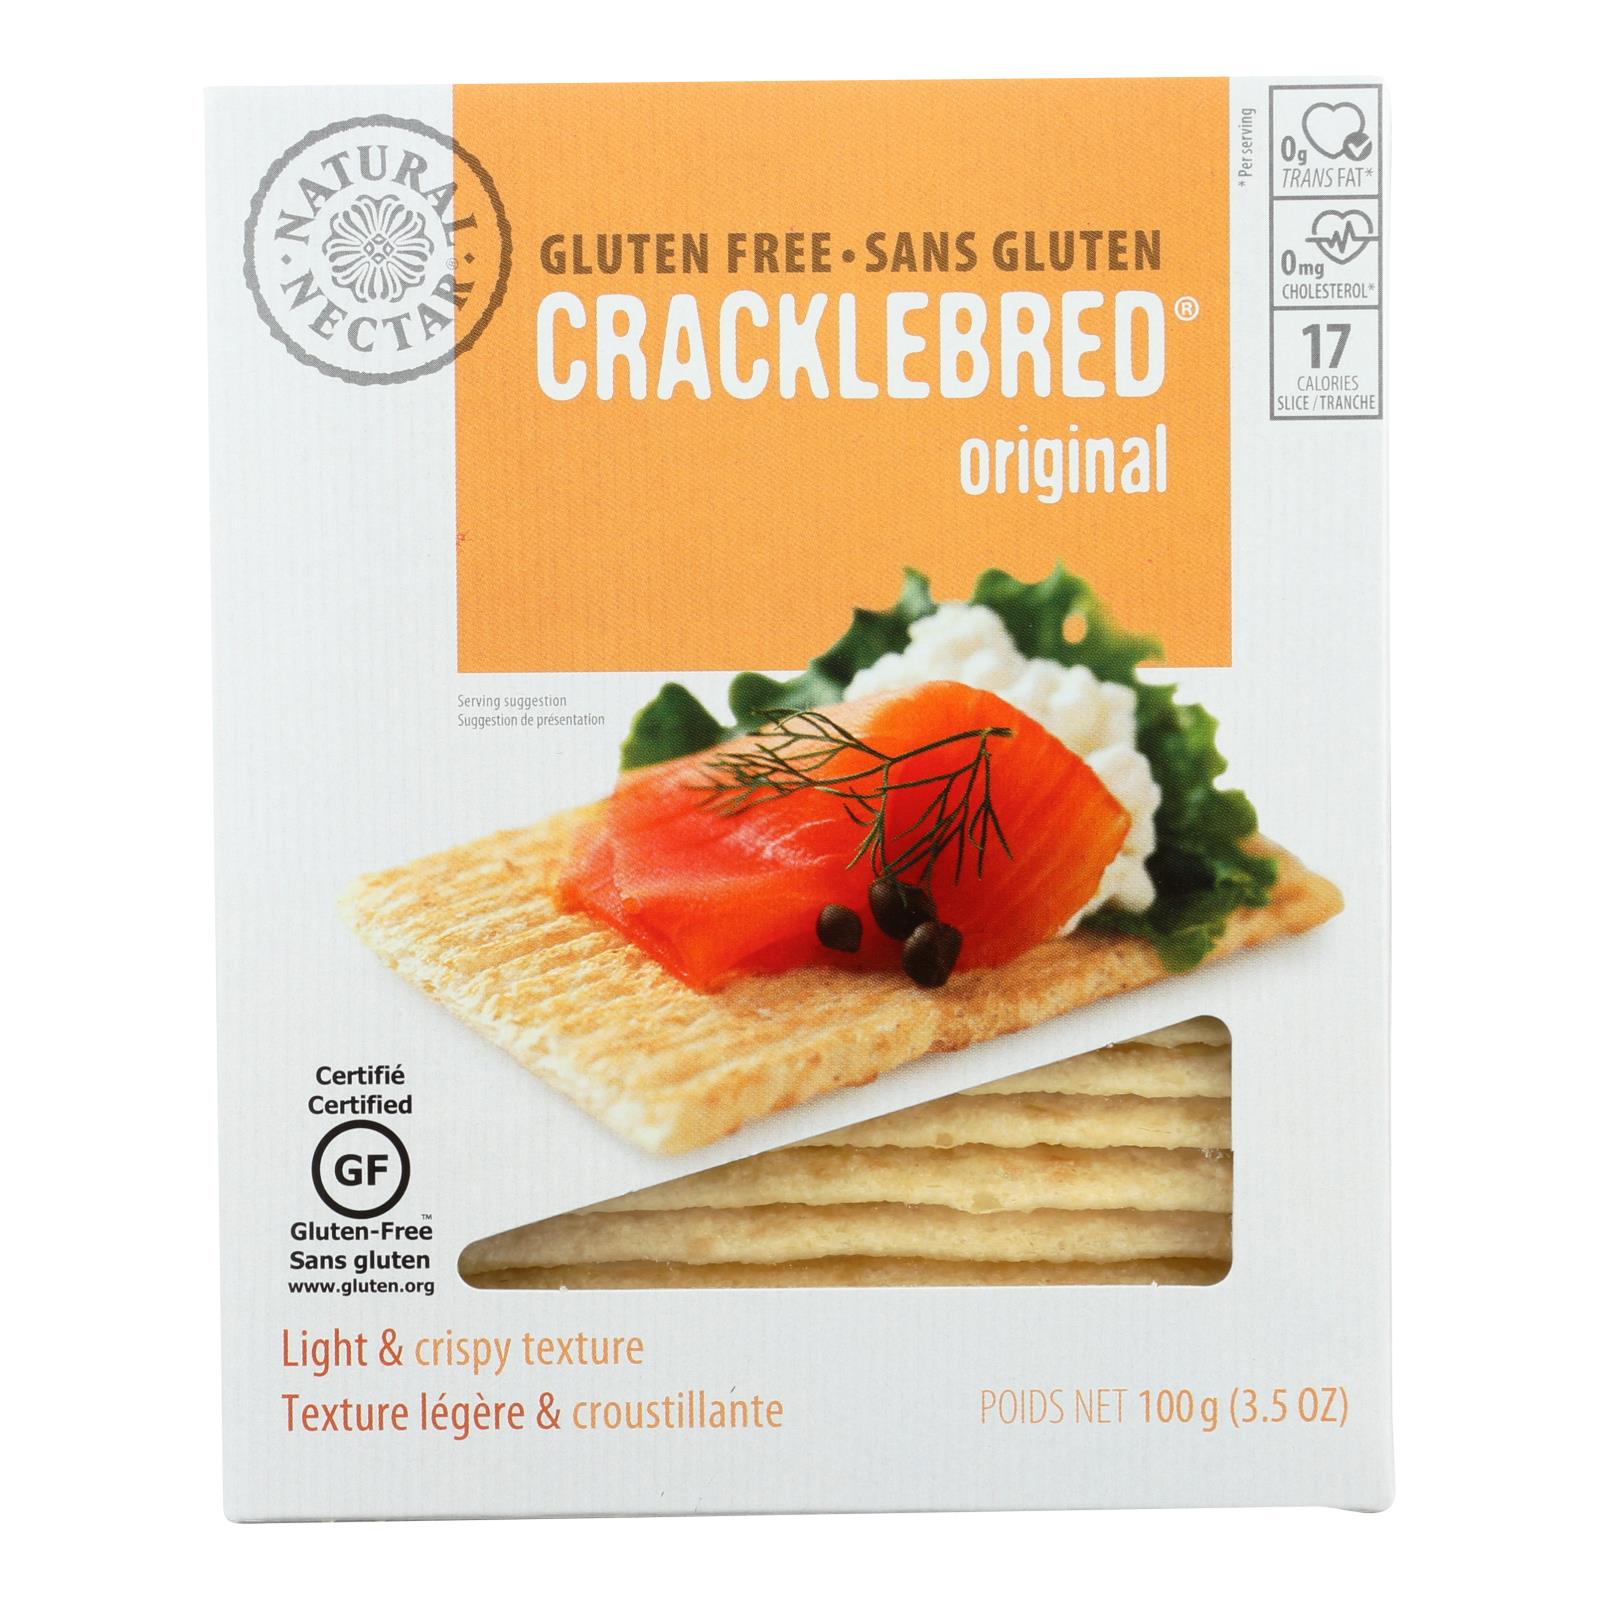 NATURAL
NECTAR®
GLUTEN FREE • SANS GLUTEN
CRACKLEBRED®
original
* Per serving
0g
TRANS FAT*
0mg
CHOLESTEROL*
17
CALORIES
SLICE / TRANCHE
Serving suggestion
Suggestion de présentation
Certifié
Certified
GF
™
Gluten-Free
Sans gluten
www.gluten.org
Light & crispy texture
Texture légère & croustillante
POIDS NET 100 g (3.5 OZ)